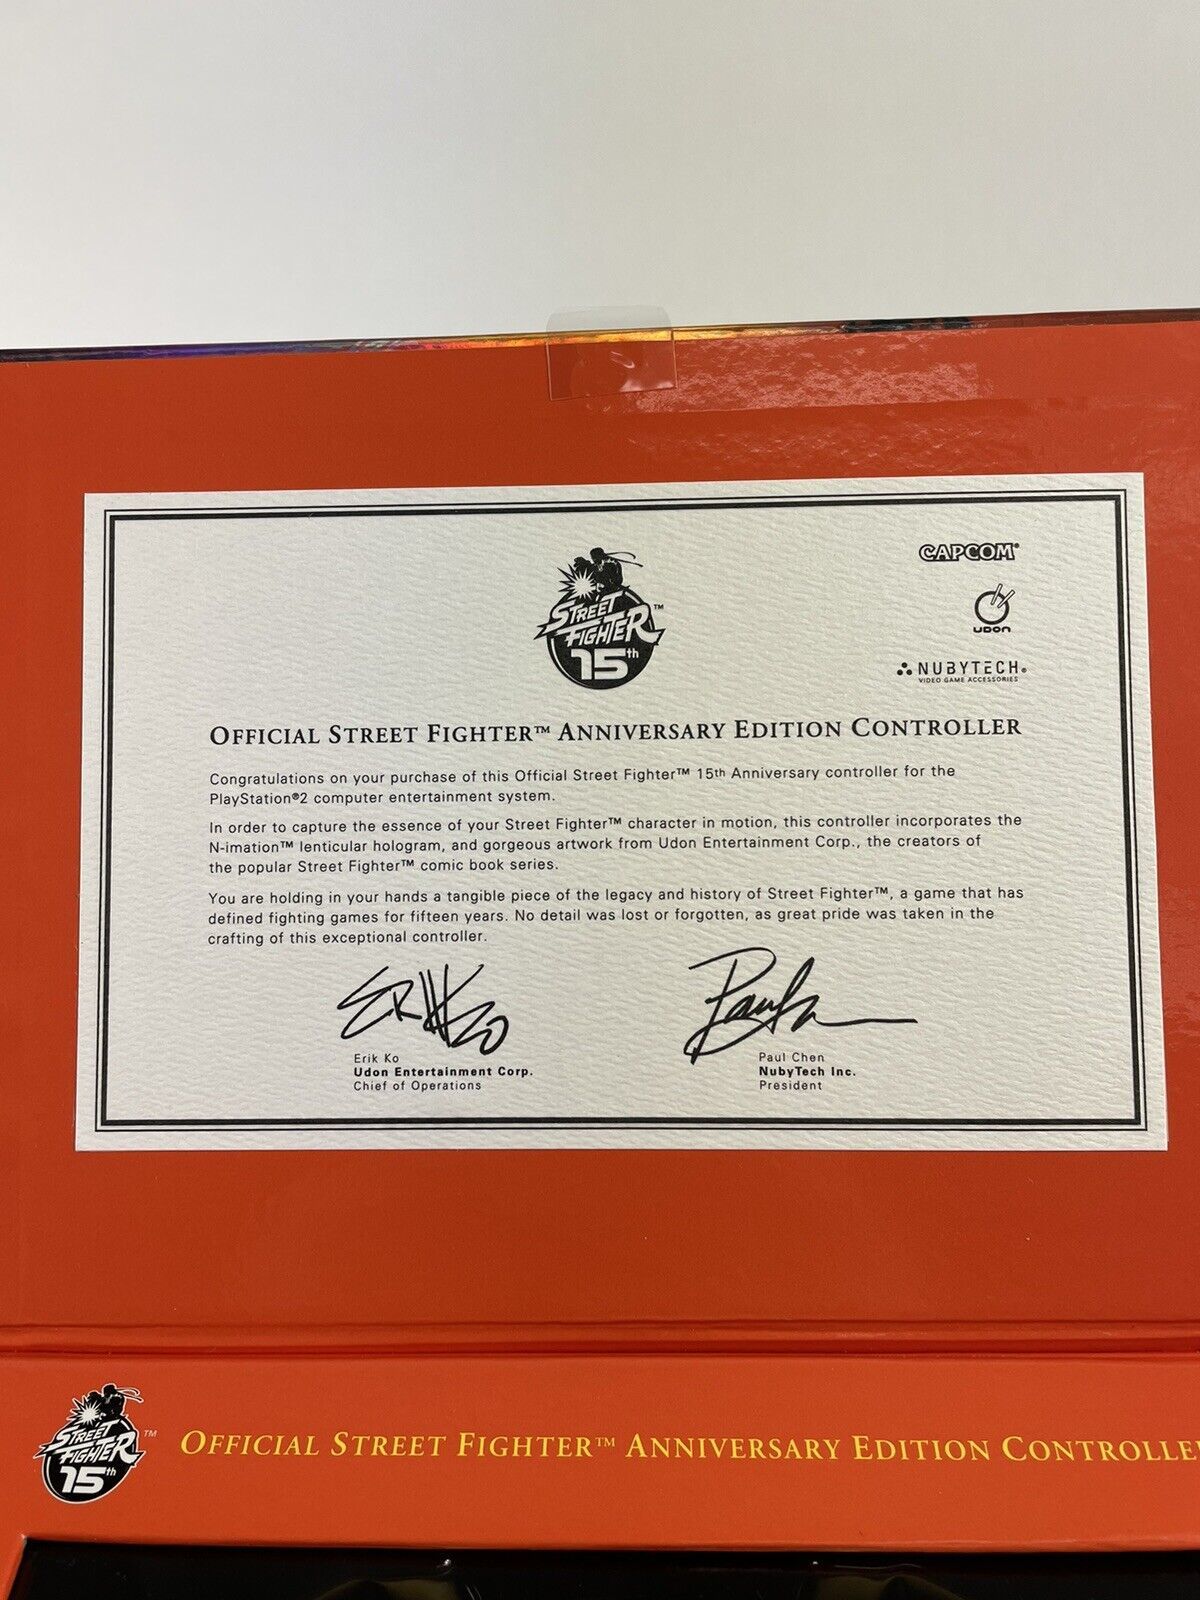 STREET
FIGHTER™
15th
CAPCOM®
UDON
NUBYTECH®
VIDEO GAME ACCESSORIES
OFFICIAL STREET FIGHTER™ ANNIVERSARY EDITION CONTROLLER
Congratulations on your purchase of this Official Street Fighter™ 15th Anniversary controller for the
PlayStation®2 computer entertainment system.
In order to capture the essence of your Street Fighter™ character in motion, this controller incorporates the
N-imation™ lenticular hologram, and gorgeous artwork from Udon Entertainment Corp., the creators of
the popular Street Fighter™ comic book series.
You are holding in your hands a tangible piece of the legacy and history of Street Fighter™, a game that has
defined fighting games for fifteen years. No detail was lost or forgotten, as great pride was taken in the
crafting of this exceptional controller.
Erik Ko
Udon Entertainment Corp.
Chief of Operations
Paul Chen
NubyTech Inc.
President
STREET
FIGHTER™
15th
OFFICIAL STREET FIGHTER™ ANNIVERSARY EDITION CONTROLLE